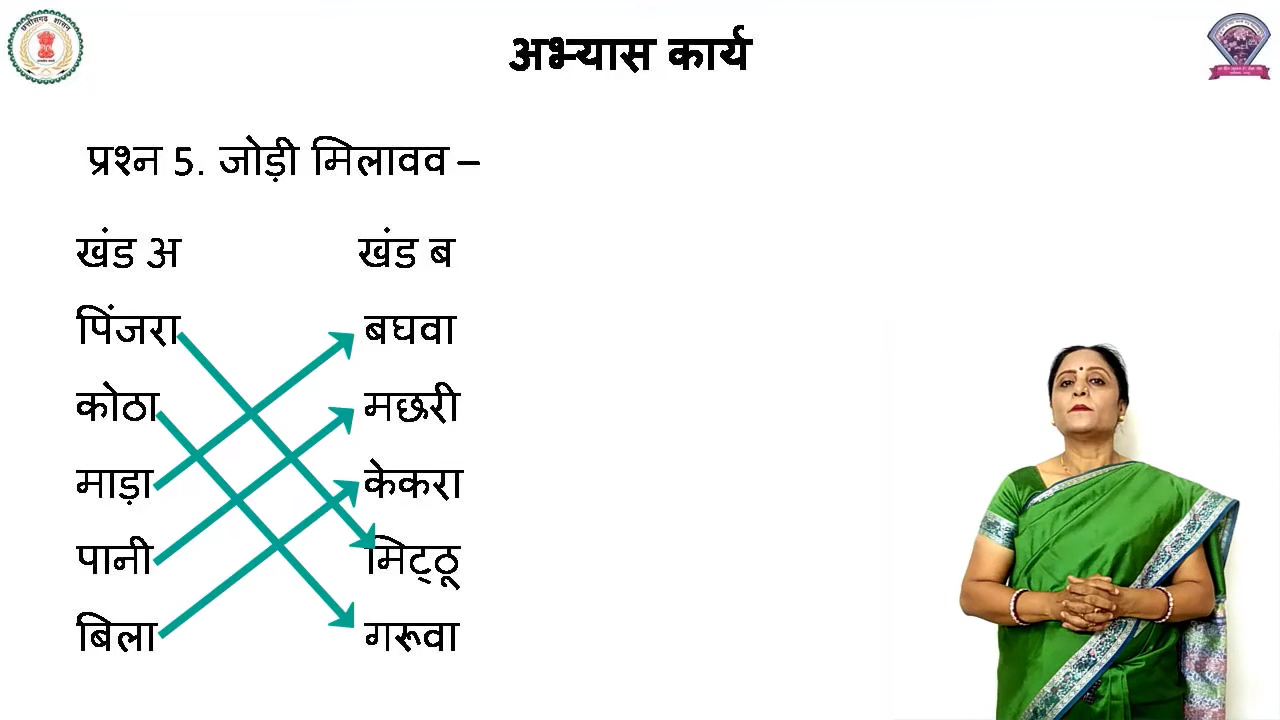 अभ्यास कार्य
प्रश्न 5. जोड़ी मिलावव –
खंड अ खंड ब
पिंजरा बघवा
कोठा मछरी
माड़ा केकरा
पानी मिट्ठू
बिला गरूवा